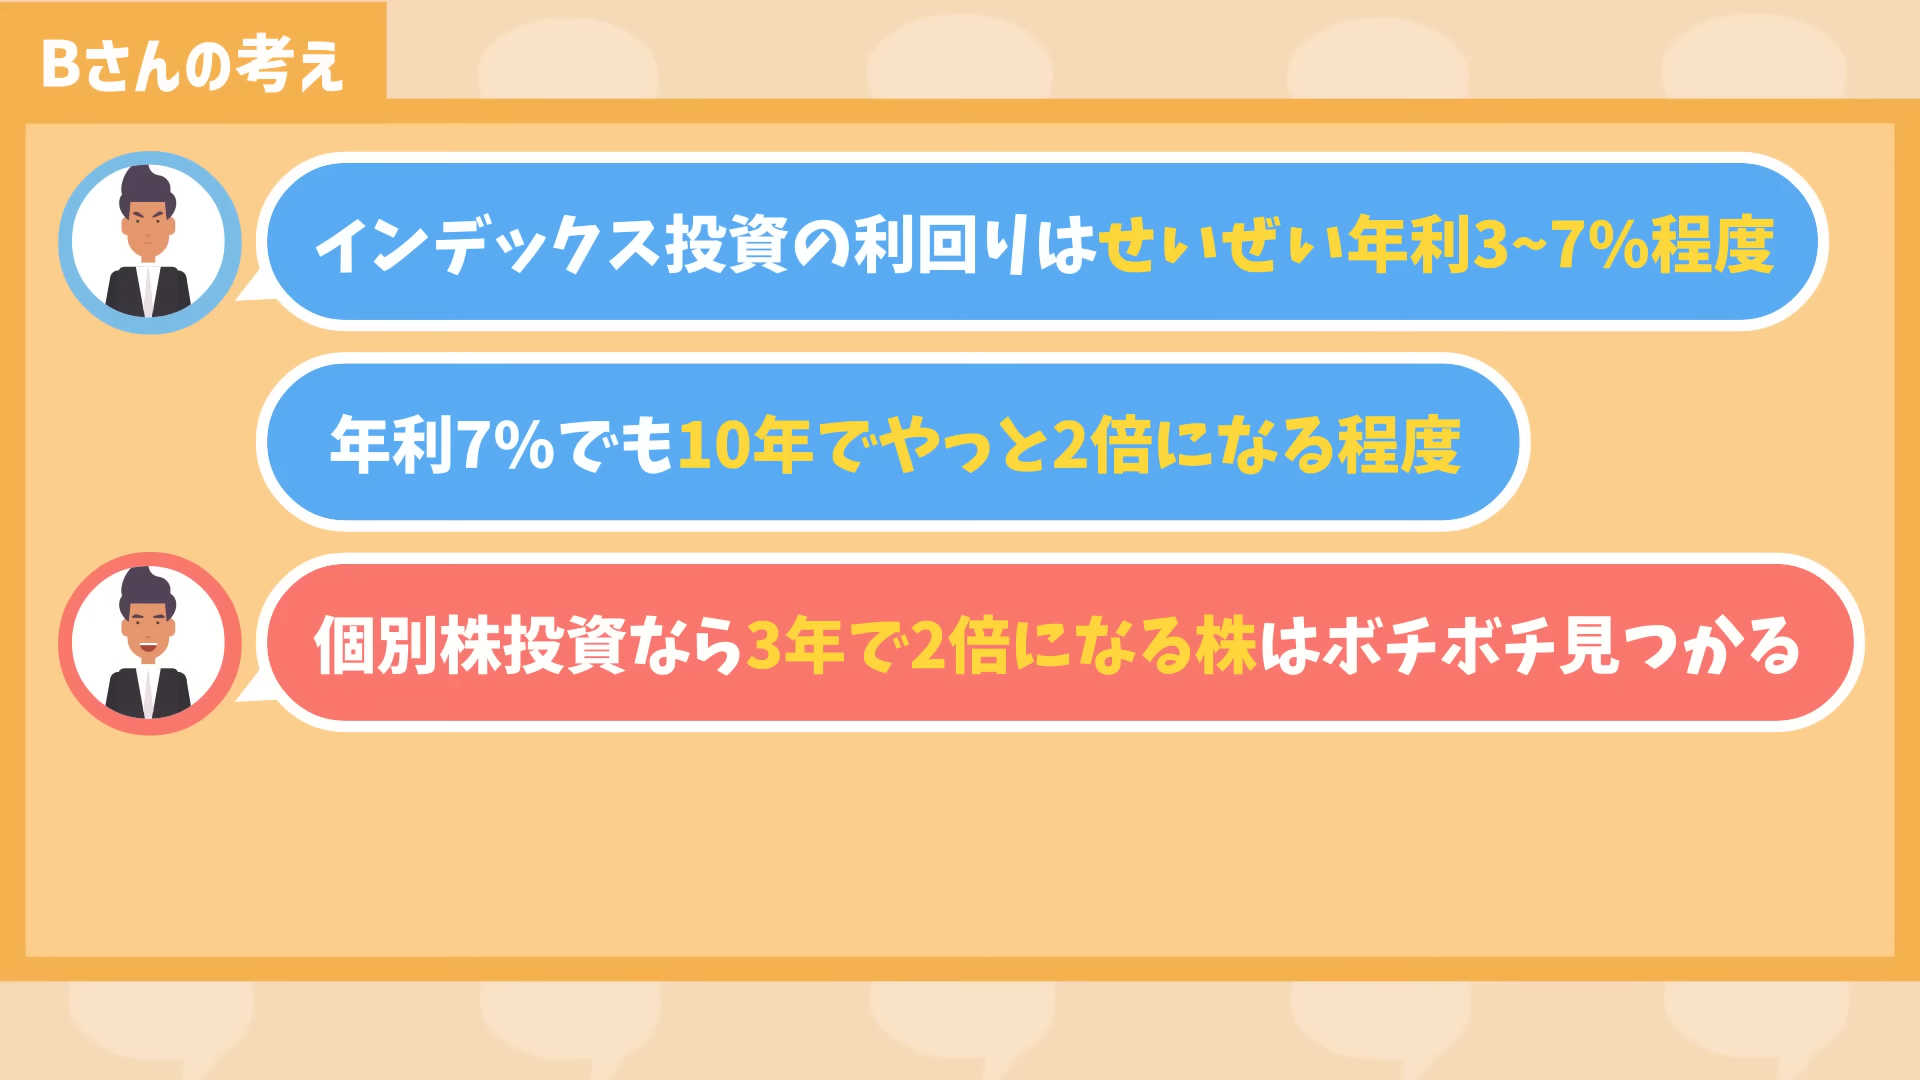 Bさんの考え
インデックス投資の利回りはせいぜい年利3~7%程度
年利7%でも10年でやっと2倍になる程度
個別株投資なら3年で2倍になる株はボチボチ見つかる